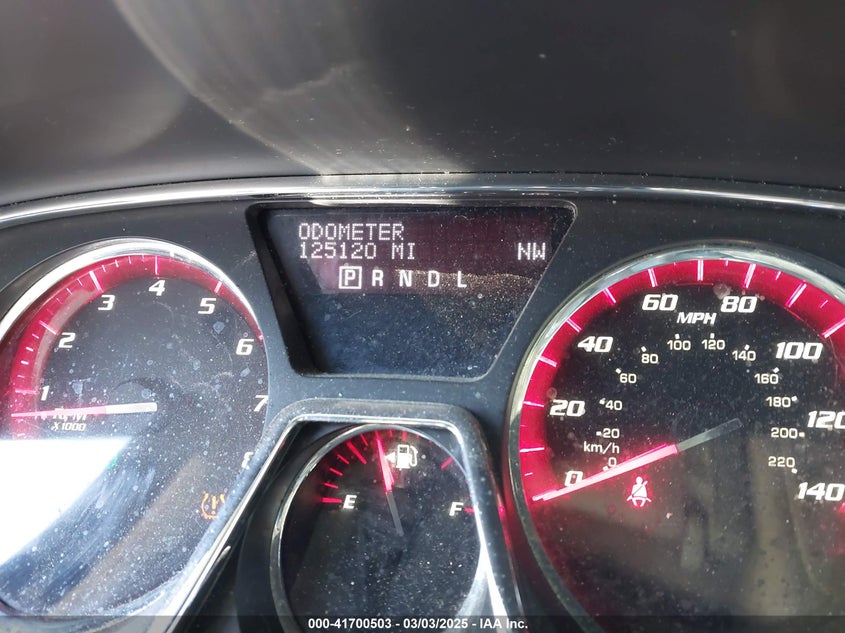 ODOMETER
125120 MI NW
P R N D L
1 2 3 4 5 6 7 8
RPM
X1000
E F
0 20 40 60 80 100 120 140
MPH
0 20 40 60 80 100 120 140 160 180 200 220
km/h
000-41700503 - 03/03/2025 - IAA Inc.